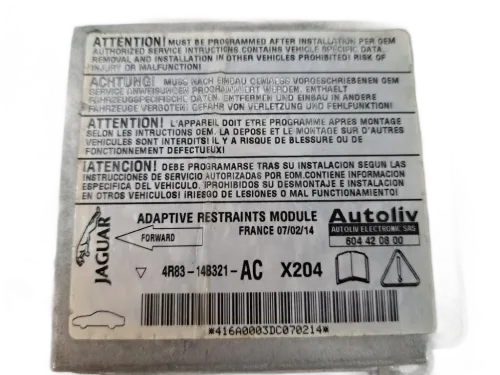 ATTENTION! MUST BE PROGRAMMED AFTER INSTALLATION PER OEM
AUTHORIZED SERVICE INSTRUCTIONS.CONTAINS VEHICLE SPECIFIC DATA,
REMOVAL AND INSTALLATION IN OTHER VEHICLES PROHIBITED! RISK OF
INJURY OR MALFUNCTION!
ACHTUNG! MUSS NACH EINBAU GEMAESS VORGESCHRIEBENEN OEM
SERVICE ANWEISUNGEN PROGRAMMIERT WERDEN, ENTHAELT
FAHRZEUGSPEZIFISCH DATEN, ENTFERNEN UND EINBAU IN ANDERE
FAHRZEUGE VERBOTEN! GEFAHR VON VERLETZUNG UND FEHLFUNKTION!
ATTENTION! L'APPAREIL DOIT ETRE PROGRAMME APRES MONTAGE
SELON LES INTRUCTIONS OEM. LA DEPOSE ET LE MONTAGE SUR D'AUTRES
VEHICULES SONT INTERDITS! IL Y A RISQUE DE BLESSURE OU DE
FONCTIONNEMENT DEFECTUEUX!
¡ATENCION! DEBE PROGRAMARSE TRAS SU INSTALACION SEGUN LAS
INSTRUCCIONES DE SERVICIO AUTORIZADAS POR EOM.CONTIENE INFORMACION
ESPECIFICA DEL VEHICULO. ¡PROHIBIDOS SU DESMONTAJE E INSTALACION
EN OTROS VEHICULOS! ¡RIESGO DE LESIONES O MAL FUNCIONAMIENTO!
JAGUAR
FORWARD
ADAPTIVE RESTRAINTS MODULE
FRANCE 07/02/14
Autoliv
AUTOLIV ELECTRONIC SAS
604 42 08 00
4R83-14B321-AC X204
*416A0003DC070214*